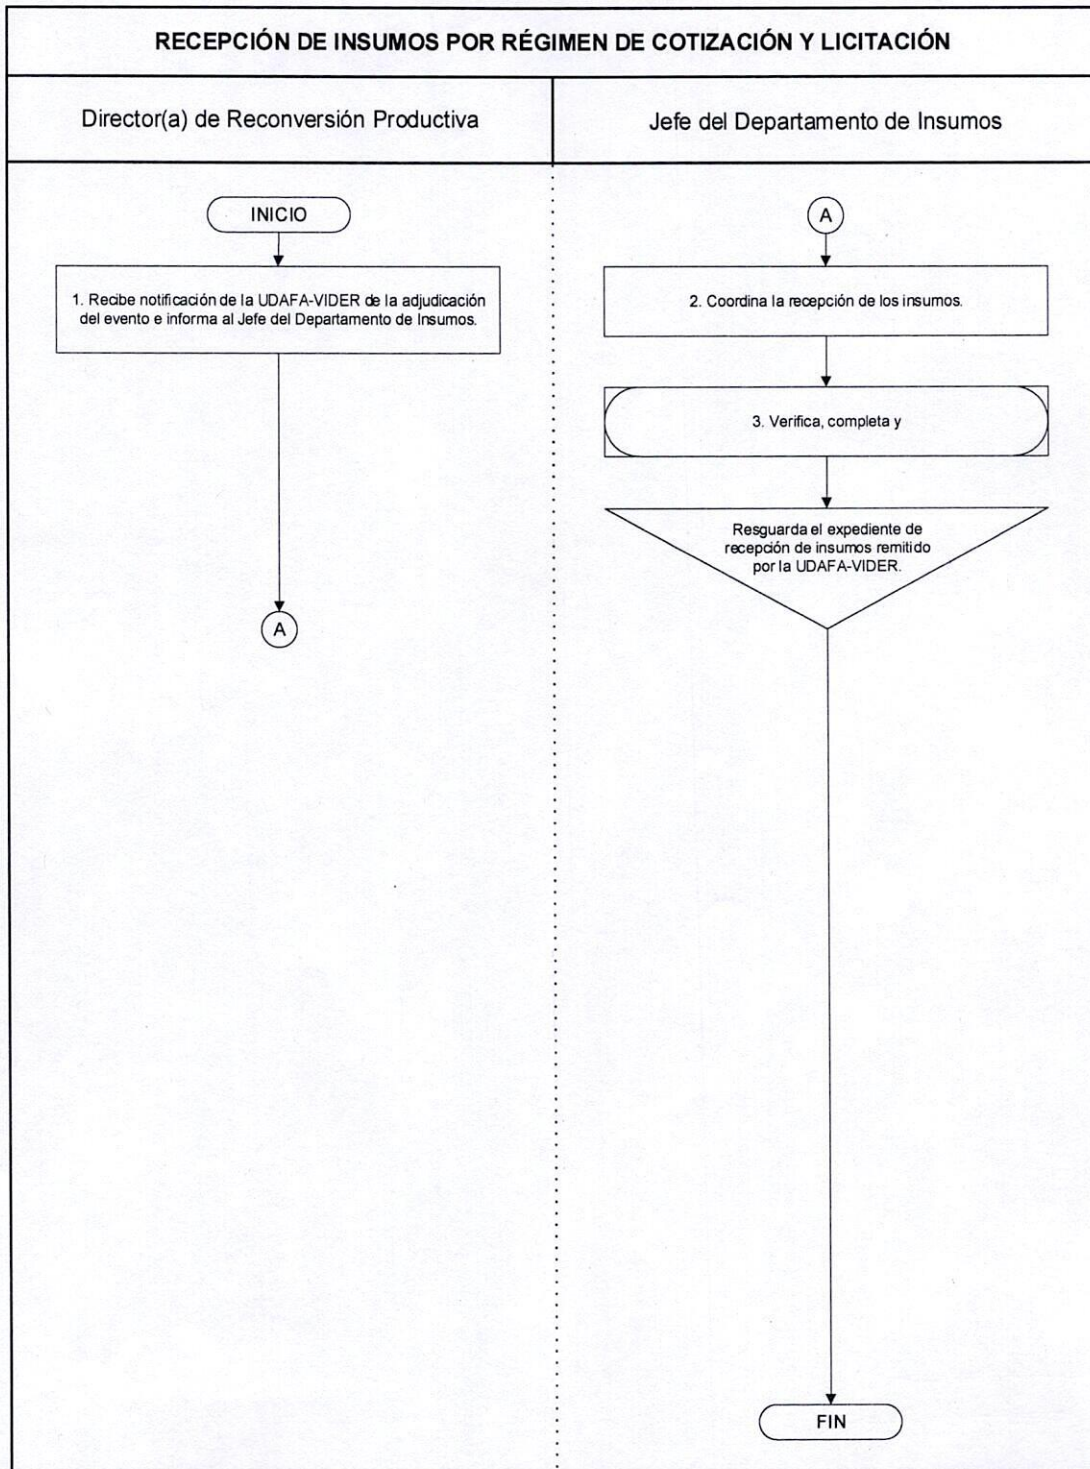 RECEPCIÓN DE INSUMOS POR RÉGIMEN DE COTIZACIÓN Y LICITACIÓN
Director(a) de Reconversión Productiva
Jefe del Departamento de Insumos
INICIO
1. Recibe notificación de la UDAFA-VIDER de la adjudicación
del evento e informa al Jefe del Departamento de Insumos.
A
A
2. Coordina la recepción de los insumos.
3. Verifica, completa y
Resguarda el expediente de
recepción de insumos remitido
por la UDAFA-VIDER.
FIN